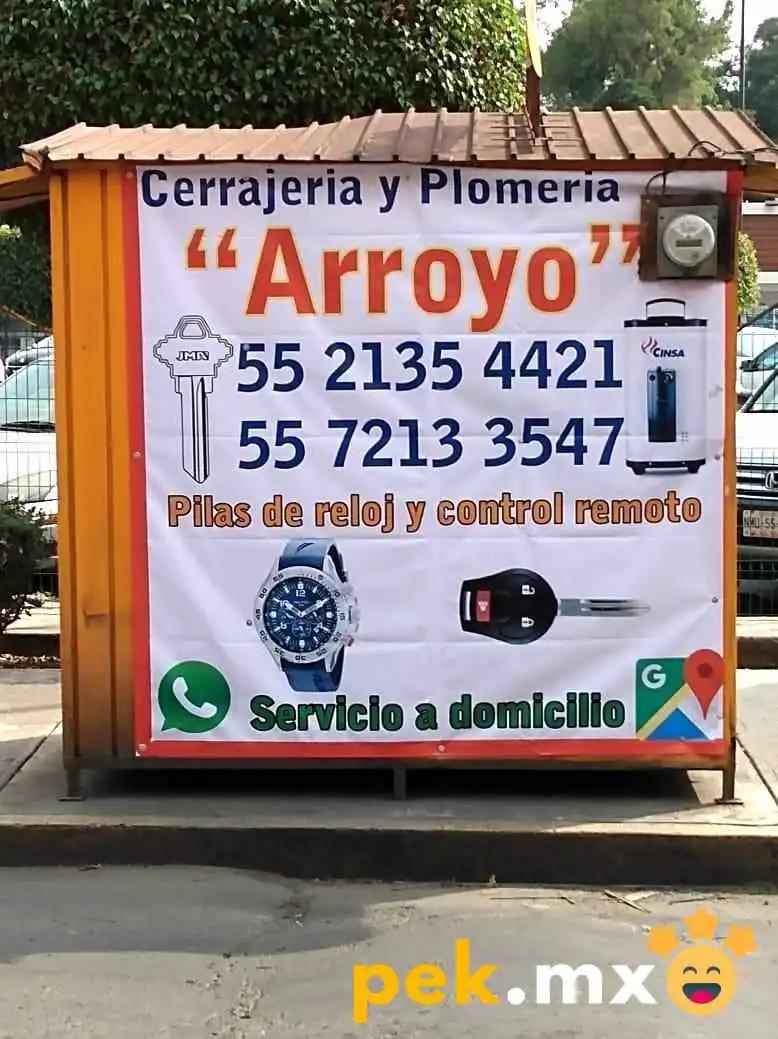 Cerrajeria y Plomeria
“Arroyo”
JMA
CINSA
55 2135 4421
55 7213 3547
Pilas de reloj y control remoto
G
Servicio a domicilio
pek.mx